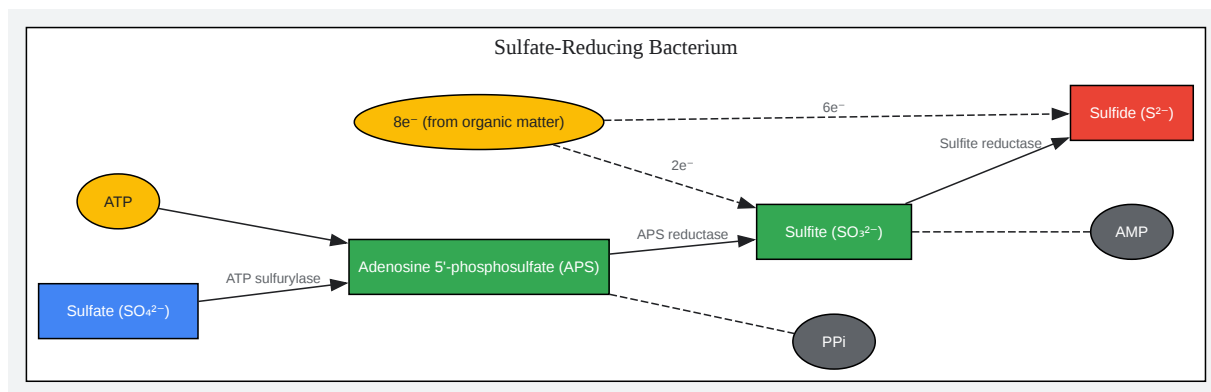 Sulfate-Reducing Bacterium
8e⁻ (from organic matter)
6e⁻
Sulfide (S²⁻)
Sulfite reductase
2e⁻
ATP
APS reductase
Sulfite (SO₃²⁻)
AMP
Adenosine 5'-phosphosulfate (APS)
ATP sulfurylase
Sulfate (SO₄²⁻)
PPi